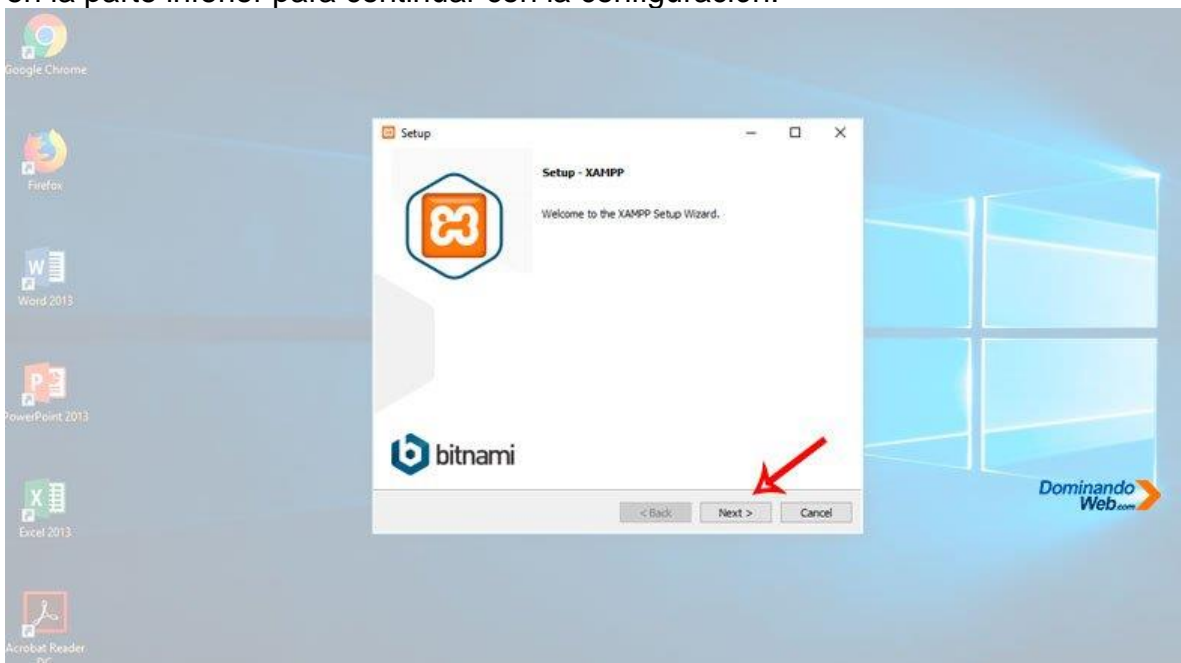 en la parte inferior para continuar con la configuración.
Google Chrome
Firefox
Word 2013
PowerPoint 2013
Excel 2013
Acrobat Reader
DC
Setup
Setup - XAMPP
Welcome to the XAMPP Setup Wizard.
bitnami
< Back Next > Cancel
Dominando
Web.com